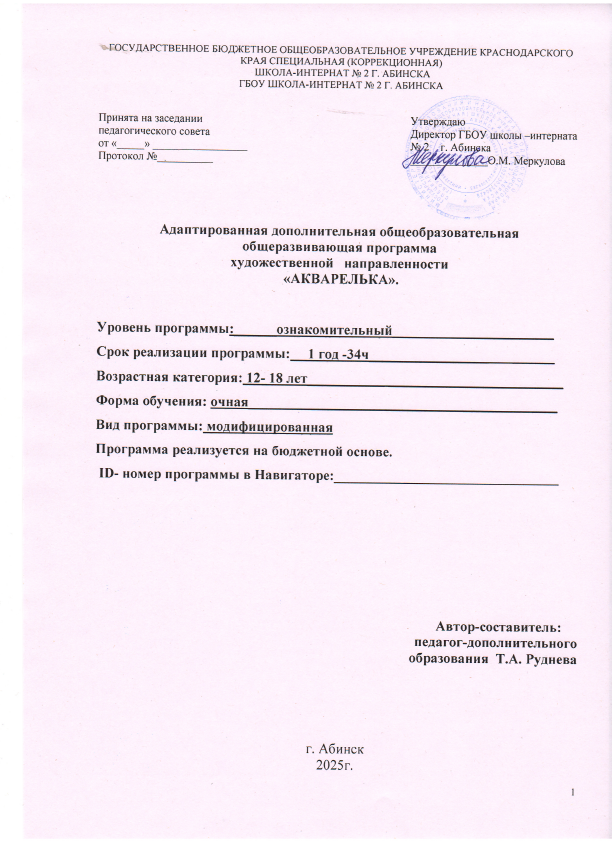 ГОСУДАРСТВЕННОЕ БЮДЖЕТНОЕ ОБЩЕОБРАЗОВАТЕЛЬНОЕ УЧРЕЖДЕНИЕ КРАСНОДАРСКОГО
КРАЯ СПЕЦИАЛЬНАЯ (КОРРЕКЦИОННАЯ)
ШКОЛА-ИНТЕРНАТ № 2 Г. АБИНСКА
ГБОУ ШКОЛА-ИНТЕРНАТ № 2 Г. АБИНСКА
Принята на заседании
педагогического совета
от «_____» _________________
Протокол №__________
Утверждаю
Директор ГБОУ школы –интерната
№ 2 г. Абинска
О.М. Меркулова
Адаптированная дополнительная общеобразовательная
общеразвивающая программа
художественной направленности
«АКВАРЕЛЬКА».
Уровень программы: ознакомительный
Срок реализации программы: 1 год -34ч
Возрастная категория: 12- 18 лет
Форма обучения: очная
Вид программы: модифицированная
Программа реализуется на бюджетной основе.
ID- номер программы в Навигаторе:
Автор-составитель:
педагог-дополнительного
образования Т.А. Руднева
г. Абинск
2025г.
1